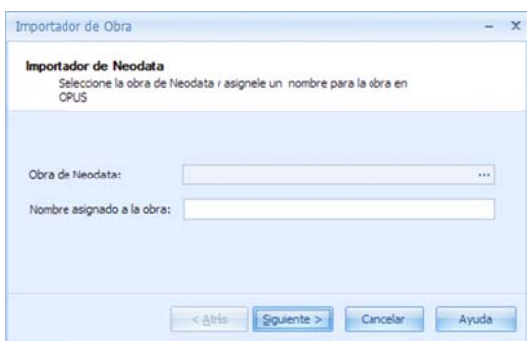 Importador de Obra
Importador de Neodata
Seleccione la obra de Neodata y asignele un nombre para la obra en
OPUS
Obra de Neodata:
...
Nombre asignado a la obra:
< Atrás
Siguiente >
Cancelar
Ayuda